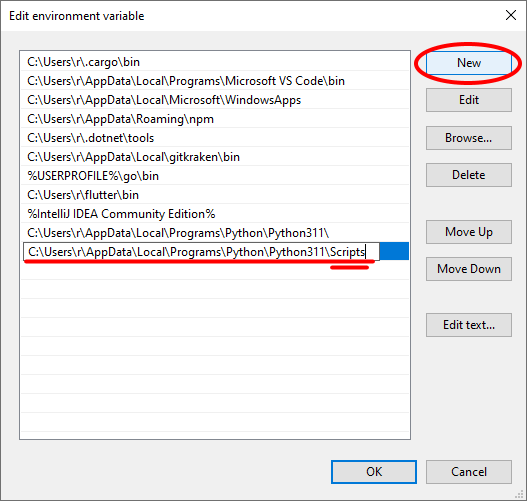 Edit environment variable
C:\Users\r\.cargo\bin
C:\Users\r\AppData\Local\Programs\Microsoft VS Code\bin
C:\Users\r\AppData\Local\Microsoft\WindowsApps
C:\Users\r\AppData\Roaming\npm
C:\Users\r\.dotnet\tools
C:\Users\r\AppData\Local\gitkraken\bin
%USERPROFILE%\go\bin
C:\Users\r\flutter\bin
%IntelliJ IDEA Community Edition%
C:\Users\r\AppData\Local\Programs\Python\Python311\
C:\Users\r\AppData\Local\Programs\Python\Python311\Scripts
New
Edit
Browse...
Delete
Move Up
Move Down
Edit text...
OK
Cancel